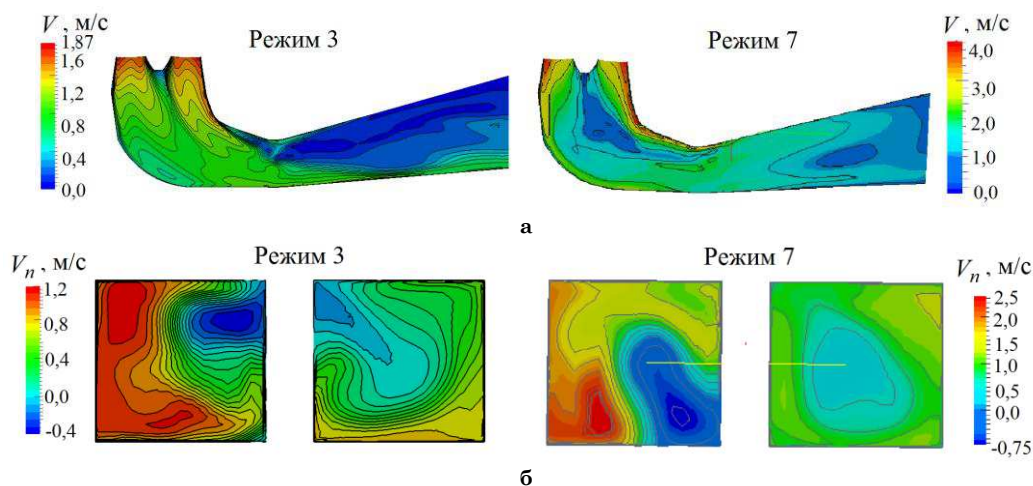 V , м/с
1,87
1,6
1,2
0,8
0,4
0,0
Режим 3
Режим 7
V , м/с
4,0
3,0
2,0
1,0
0,0
а
Vn , м/с
1,2
0,8
0,4
0,0
-0,4
Режим 3
Режим 7
Vn , м/с
2,5
2,0
1,5
1,0
0,0
-0,75
б